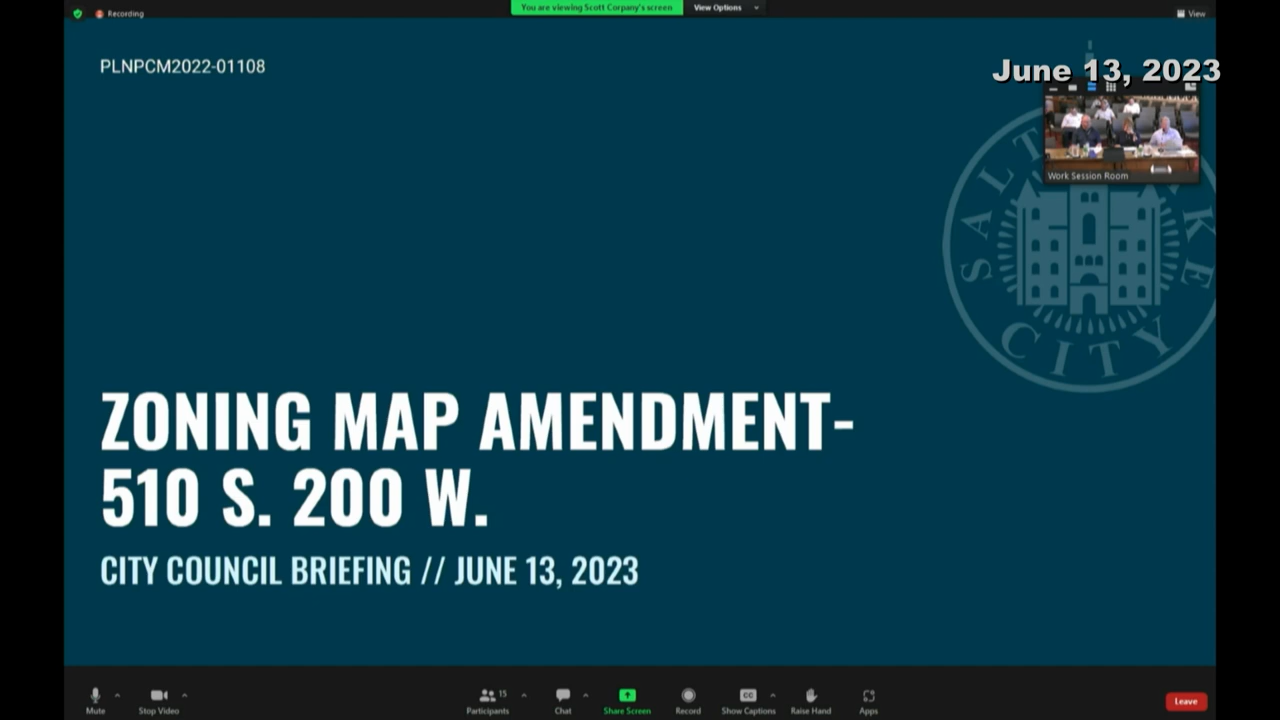 Recording
You are viewing Scott Corpany's screen
View Options
View
PLNPCM2022-01108
June 13, 2023
Work Session Room
SALT LAKE CITY
ZONING MAP AMENDMENT-
510 S. 200 W.
CITY COUNCIL BRIEFING // JUNE 13, 2023
Mute
Stop Video
Participants 15
Chat
Share Screen
Record
CC
Show Captions
Raise Hand
Apps
Leave